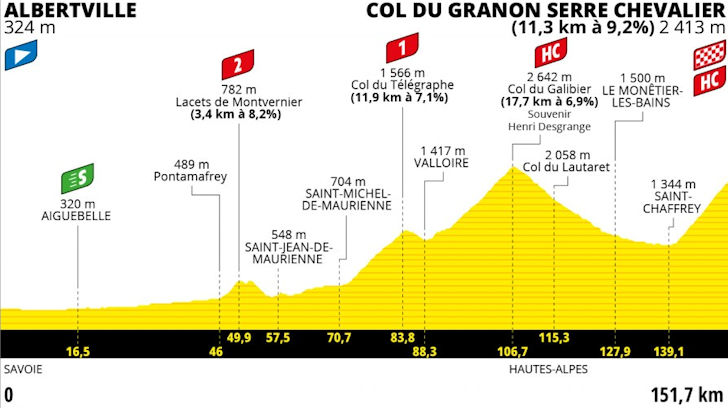 ALBERTVILLE
324 m
COL DU GRANON SERRE CHEVALIER
(11,3 km à 9,2%) 2 413 m
S
320 m
AIGUEBELLE
489 m
Pontamafrey
2
782 m
Lacets de Montvernier
(3,4 km à 8,2%)
548 m
SAINT-JEAN-DE-
MAURIENNE
704 m
SAINT-MICHEL-
DE-MAURIENNE
1
1 566 m
Col du Télégraphe
(11,9 km à 7,1%)
1 417 m
VALLOIRE
HC
2 642 m
Col du Galibier
(17,7 km à 6,9%)
Souvenir
Henri Desgrange
2 058 m
Col du Lautaret
1 500 m
LE MONÊTIER-
LES-BAINS
1 344 m
SAINT-
CHAFFREY
HC
16,5 46 49,9 57,5 70,7 83,8 88,3 106,7 115,3 127,9 139,1
SAVOIE HAUTES-ALPES
0 151,7 km